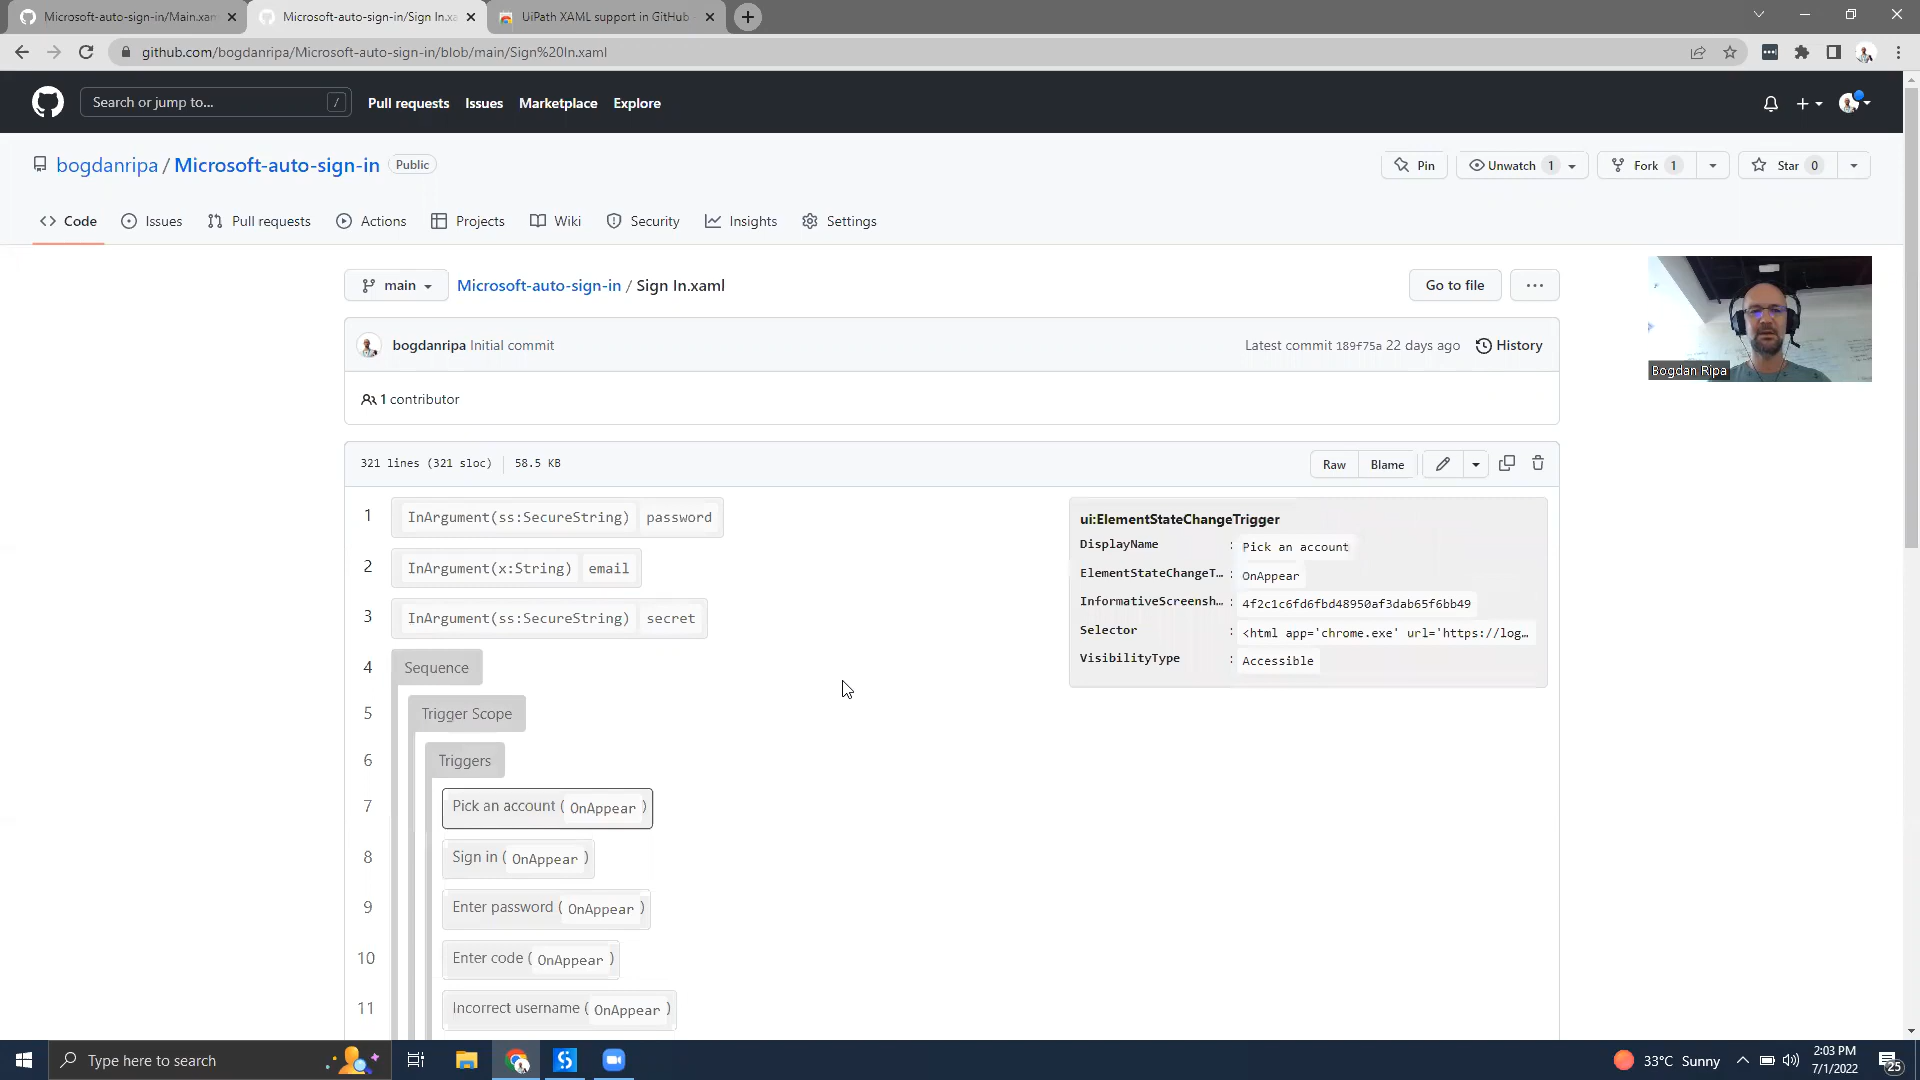 Microsoft-auto-sign-in/Main.xam
Microsoft-auto-sign-in/Sign In.xa
UiPath XAML support in GitHub -
github.com/bogdanripa/Microsoft-auto-sign-in/blob/main/Sign%20In.xaml
Search or jump to... /
Pull requests Issues Marketplace Explore
bogdanripa / Microsoft-auto-sign-in Public
Pin
Unwatch 1
Fork 1
Star 0
Code Issues Pull requests Actions Projects Wiki Security Insights Settings
main Microsoft-auto-sign-in / Sign In.xaml
Go to file
bogdanripa Initial commit
Latest commit 189f75a 22 days ago History
1 contributor
Bogdan Ripa
321 lines (321 sloc) 58.5 KB
Raw Blame
1 InArgument(ss:SecureString) password
2 InArgument(x:String) email
3 InArgument(ss:SecureString) secret
4 Sequence
5 Trigger Scope
6 Triggers
7 Pick an account ( OnAppear )
8 Sign in ( OnAppear )
9 Enter password ( OnAppear )
10 Enter code ( OnAppear )
11 Incorrect username ( OnAppear )
ui:ElementStateChangeTrigger
DisplayName : Pick an account
ElementStateChangeT… : OnAppear
InformativeScreensh… : 4f2c1c6fd6fbd48950af3dab65f6bb49
Selector : <html app='chrome.exe' url='https://log…
VisibilityType : Accessible
Type here to search
33°C Sunny
2:03 PM
7/1/2022
25